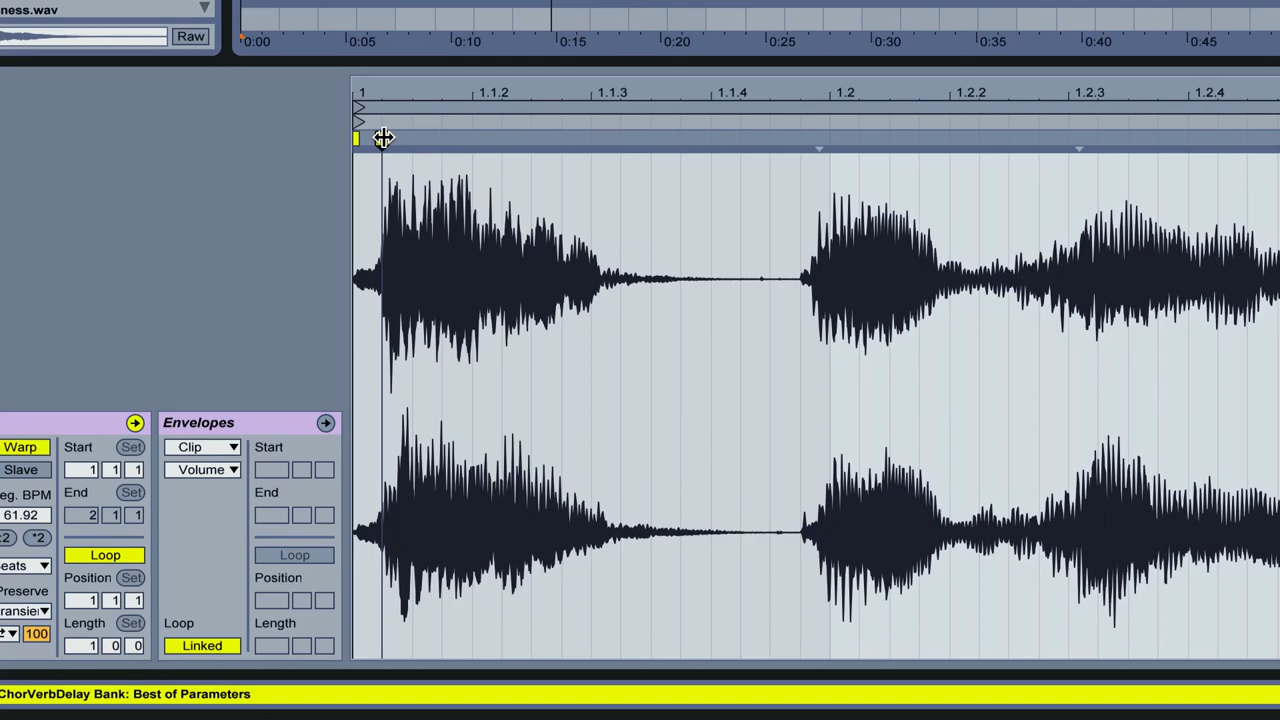 ness.wav
Raw
0:00 0:05 0:10 0:15 0:20 0:25 0:30 0:35 0:40 0:45
1 1.1.2 1.1.3 1.1.4 1.2 1.2.2 1.2.3 1.2.4
Envelopes
Warp Start Set Clip Start
Slave 1 1 1 Volume
eg. BPM End Set End
61.92 2 1 1
:2 *2
Loop Loop
eats Position Set Position
Preserve 1 1 1
ransie Length Set Loop Length
100 1 0 0 Linked
ChorVerbDelay Bank: Best of Parameters